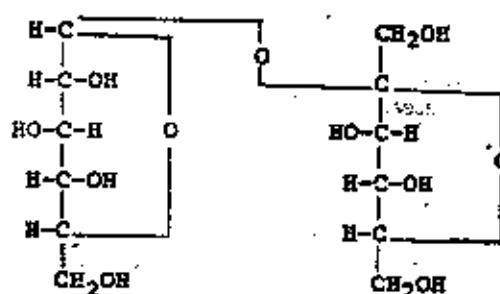 H-C CH2OH
O
H-C-OH C
HO-C-H O HO-C-H
H-C-OH H-C-OH O
H-C H-C
CH2OH CH2OH